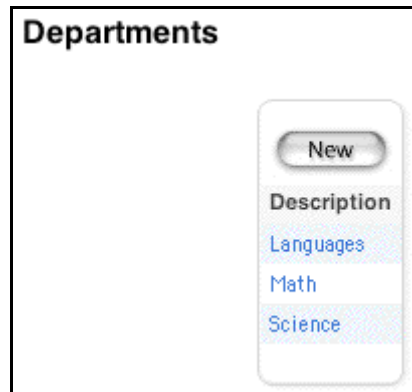 Departments
New
Description
Languages
Math
Science